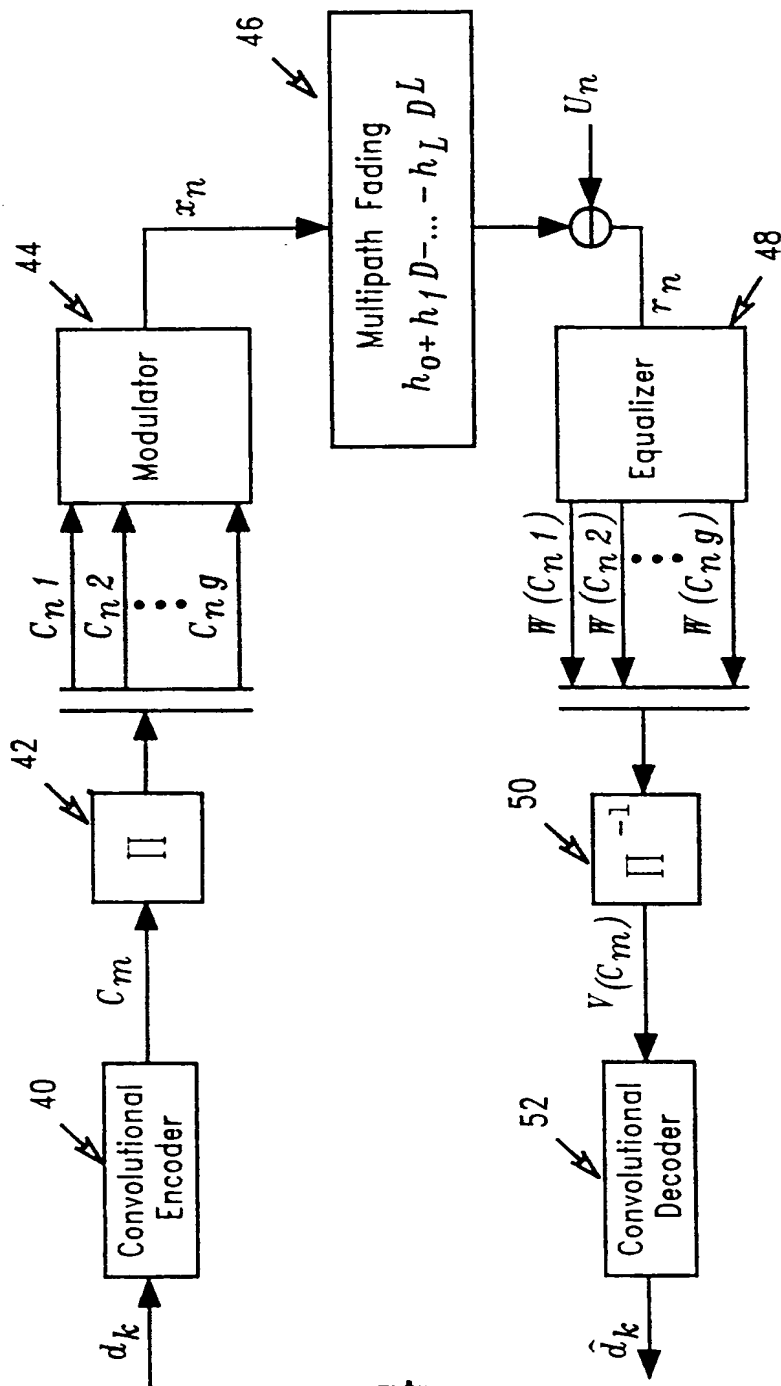 d_k
40
Convolutional
Encoder
C_m
42
Π
C_n 1
C_n 2
C_n g
44
Modulator
x_n
46
Multipath Fading
h_0 + h_1 D - ... - h_L D^L
U_n
r_n
48
Equalizer
W(C_n 1)
W(C_n 2)
W(C_n g)
50
Π^-1
V(C_m)
52
Convolutional
Decoder
d̂_k